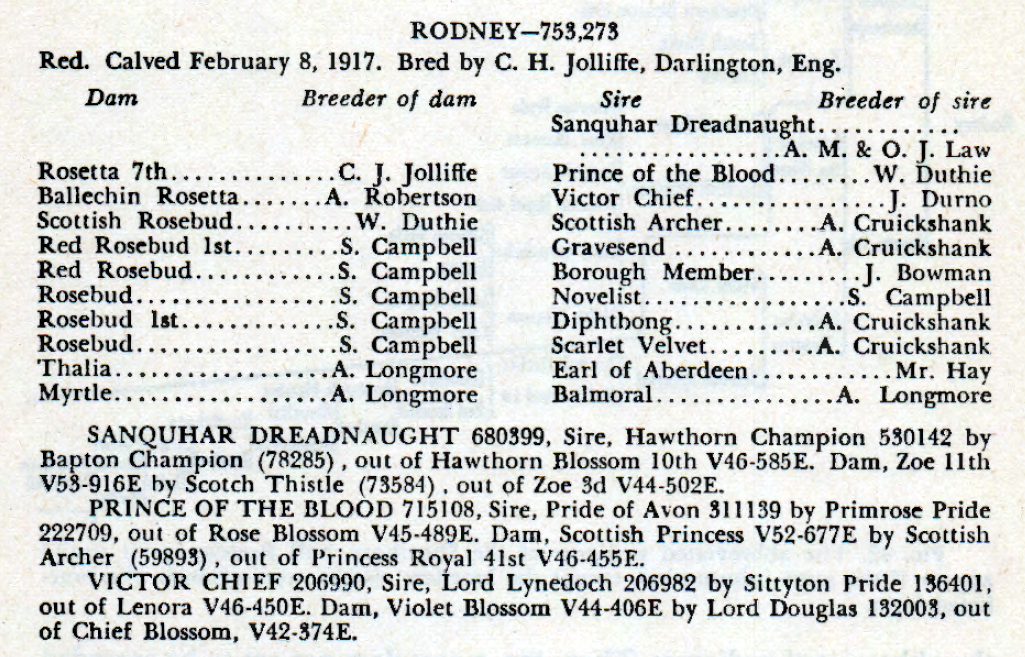 RODNEY—753,273
Red. Calved February 8, 1917. Bred by C. H. Jolliffe, Darlington, Eng.
Dam Breeder of dam Sire Breeder of sire
Sanquhar Dreadnaught............
................A. M. & O. J. Law
Rosetta 7th.............C. J. Jolliffe Prince of the Blood........W. Duthie
Ballechin Rosetta.......A. Robertson Victor Chief................J. Durno
Scottish Rosebud..........W. Duthie Scottish Archer.......A. Cruickshank
Red Rosebud 1st.........S. Campbell Gravesend ............A. Cruickshank
Red Rosebud.............S. Campbell Borough Member.........J. Bowman
Rosebud..................S. Campbell Novelist.................S. Campbell
Rosebud 1st..............S. Campbell Diphthong............A. Cruickshank
Rosebud..................S. Campbell Scarlet Velvet.........A. Cruickshank
Thalia...................A. Longmore Earl of Aberdeen...........Mr. Hay
Myrtle...................A. Longmore Balmoral...............A. Longmore
SANQUHAR DREADNAUGHT 680399, Sire, Hawthorn Champion 530142 by
Bapton Champion (78285), out of Hawthorn Blossom 10th V46-585E. Dam, Zoe 11th
V53-916E by Scotch Thistle (73584), out of Zoe 3d V44-502E.
PRINCE OF THE BLOOD 715108, Sire, Pride of Avon 311139 by Primrose Pride
222709, out of Rose Blossom V45-489E. Dam, Scottish Princess V52-677E by Scottish
Archer (59893), out of Princess Royal 41st V46-455E.
VICTOR CHIEF 206990, Sire, Lord Lynedoch 206982 by Sittyton Pride 136401,
out of Lenora V46-450E. Dam, Violet Blossom V44-406E by Lord Douglas 132003, out
of Chief Blossom, V42-374E.